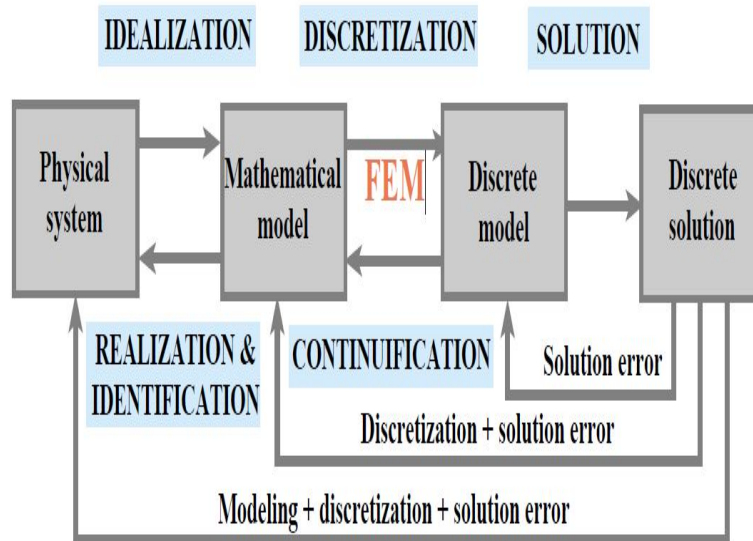 IDEALIZATION
DISCRETIZATION
SOLUTION
Physical
system
Mathematical
model
FEM
Discrete
model
Discrete
solution
REALIZATION &
IDENTIFICATION
CONTINUIFICATION
Solution error
Discretization + solution error
Modeling + discretization + solution error